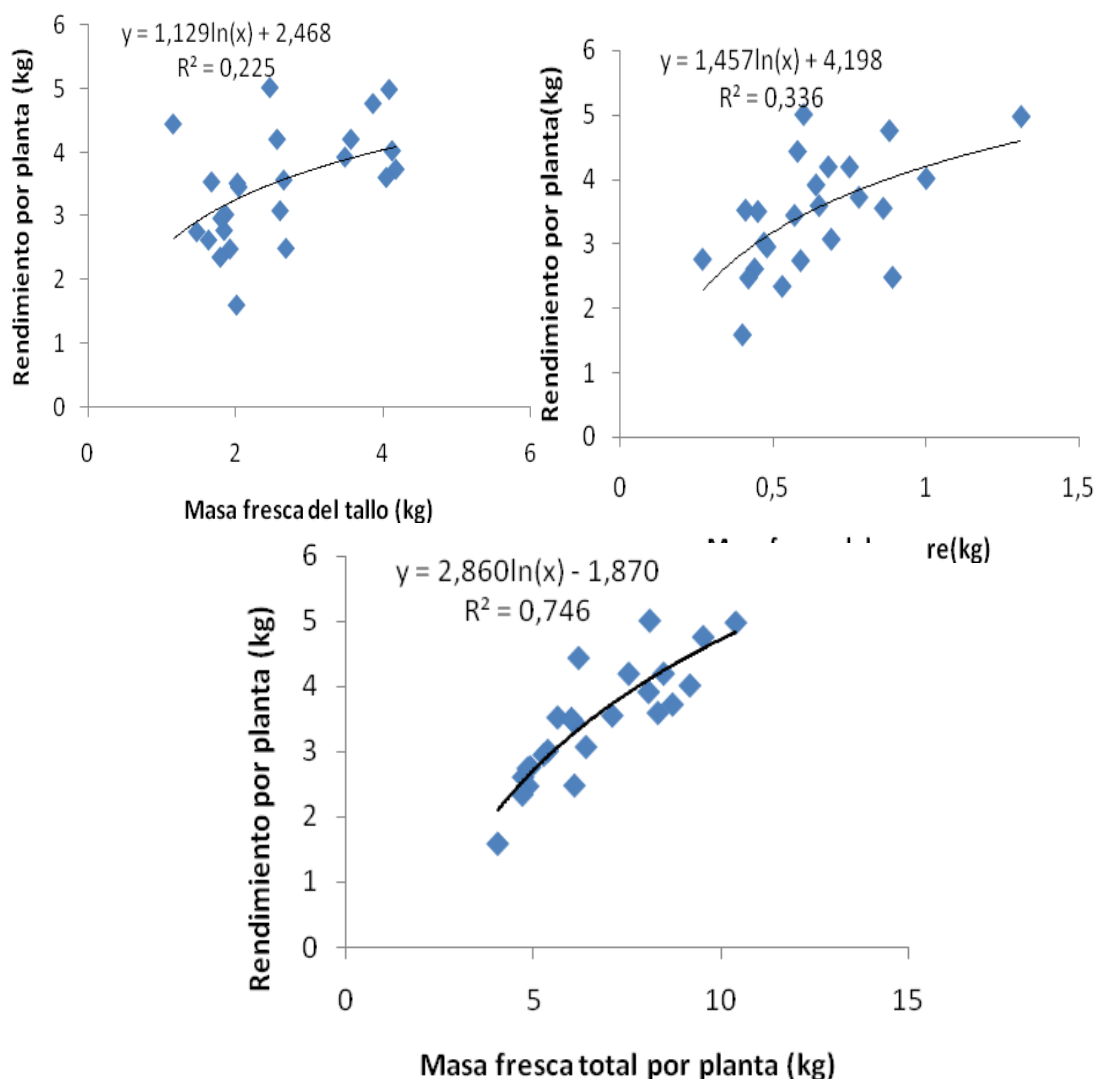 y = 1,129ln(x) + 2,468
R² = 0,225
Rendimiento por planta (kg)
6
5
4
3
2
1
0
0 2 4 6
Masa fresca del tallo (kg)
y = 1,457ln(x) + 4,198
R² = 0,336
Rendimiento por planta(kg)
6
5
4
3
2
1
0
0 0,5 1 1,5
re(kg)
y = 2,860ln(x) - 1,870
R² = 0,746
Rendimiento por planta (kg)
6
5
4
3
2
1
0
0 5 10 15
Masa fresca total por planta (kg)